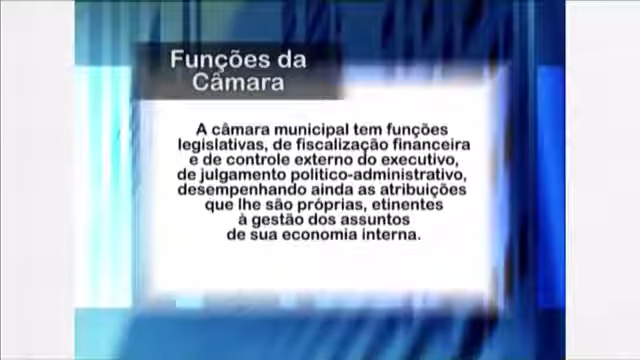 Funções da
Câmara
A câmara municipal tem funções
legislativas, de fiscalização financeira
e de controle externo do executivo,
de julgamento politico-administrativo,
desempenhando ainda as atribuições
que lhe são próprias, etinentes
à gestão dos assuntos
de sua economia interna.